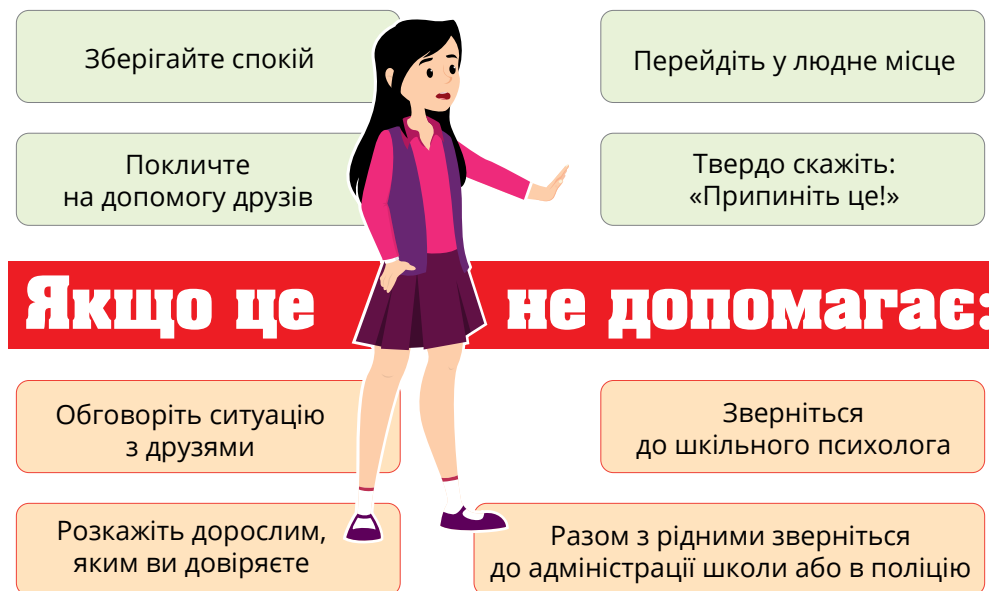 Зберігайте спокій
Перейдіть у людне місце
Покличте
на допомогу друзів
Твердо скажіть:
«Припиніть це!»
Якщо це не допомагає:
Обговоріть ситуацію
з друзями
Зверніться
до шкільного психолога
Розкажіть дорослим,
яким ви довіряєте
Разом з рідними зверніться
до адміністрації школи або в поліцію